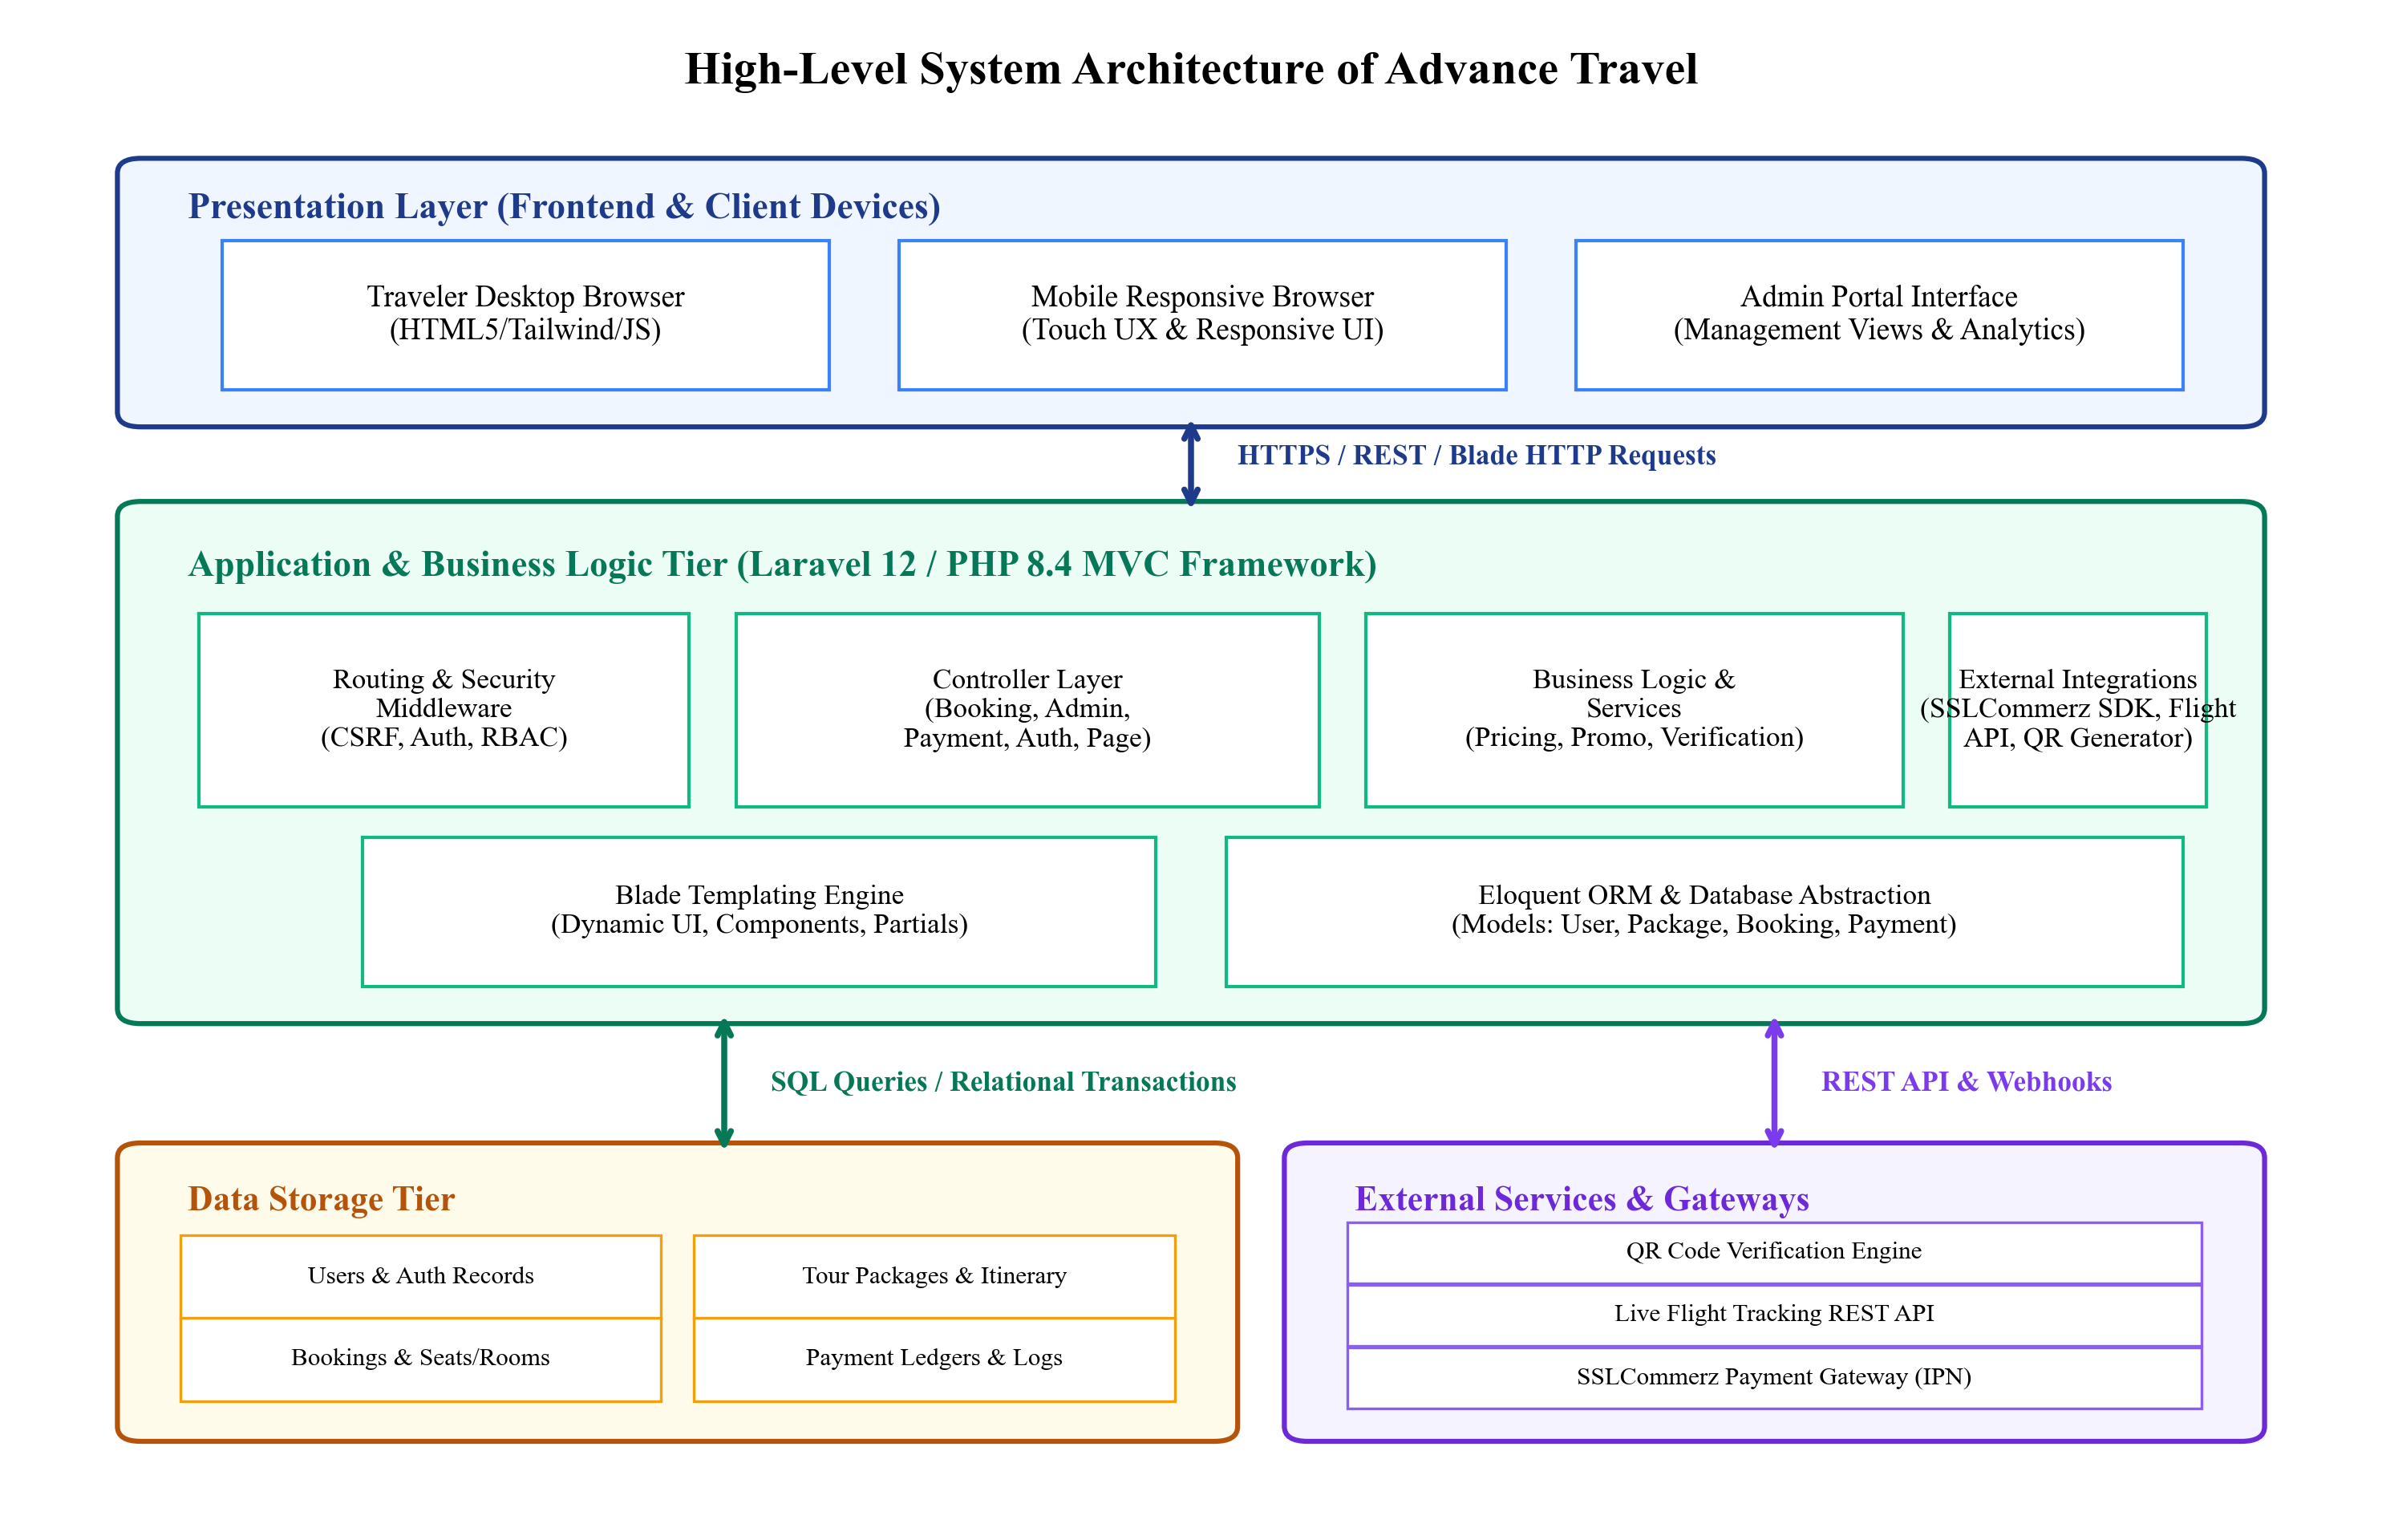 High-Level System Architecture of Advance Travel
Presentation Layer (Frontend & Client Devices)
Traveler Desktop Browser
(HTML5/Tailwind/JS)
Mobile Responsive Browser
(Touch UX & Responsive UI)
Admin Portal Interface
(Management Views & Analytics)
HTTPS / REST / Blade HTTP Requests
Application & Business Logic Tier (Laravel 12 / PHP 8.4 MVC Framework)
Routing & Security
Middleware
(CSRF, Auth, RBAC)
Controller Layer
(Booking, Admin,
Payment, Auth, Page)
Business Logic &
Services
(Pricing, Promo, Verification)
External Integrations
(SSLCommerz SDK, Flight
API, QR Generator)
Blade Templating Engine
(Dynamic UI, Components, Partials)
Eloquent ORM & Database Abstraction
(Models: User, Package, Booking, Payment)
SQL Queries / Relational Transactions
REST API & Webhooks
Data Storage Tier
Users & Auth Records
Tour Packages & Itinerary
Bookings & Seats/Rooms
Payment Ledgers & Logs
External Services & Gateways
QR Code Verification Engine
Live Flight Tracking REST API
SSLCommerz Payment Gateway (IPN)